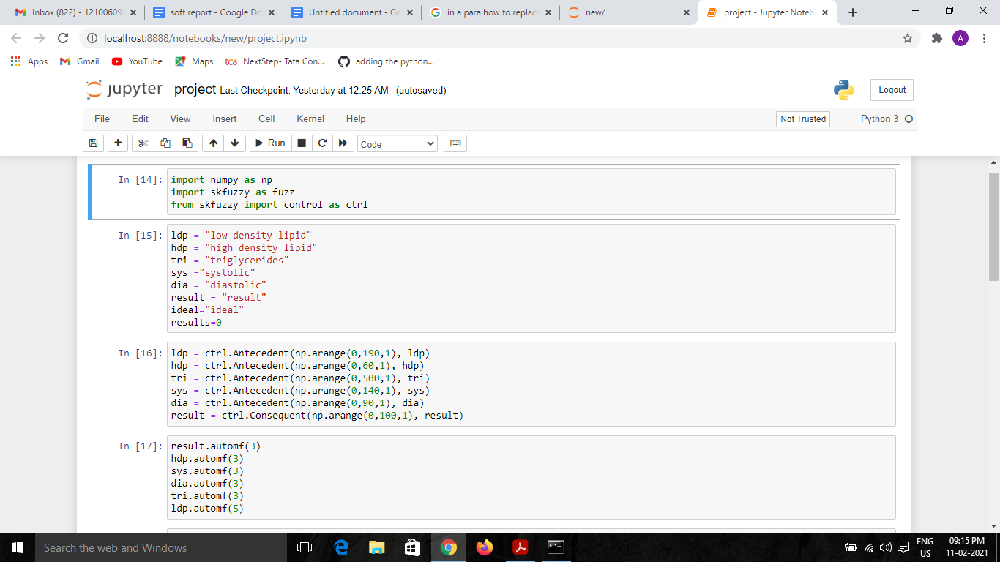 Inbox (822) - 12100609
soft report - Google Do
Untitled document - Go
in a para how to replace
new/
project - Jupyter Noteb
localhost:8888/notebooks/new/project.ipynb
A
Apps
Gmail
YouTube
Maps
tcs NextStep- Tata Con...
adding the python...
jupyter project Last Checkpoint: Yesterday at 12:25 AM (autosaved)
Logout
File Edit View Insert Cell Kernel Help
Not Trusted
Python 3
Run
Code
In [14]: import numpy as np
import skfuzzy as fuzz
from skfuzzy import control as ctrl
In [15]: ldp = "low density lipid"
hdp = "high density lipid"
tri = "triglycerides"
sys ="systolic"
dia = "diastolic"
result = "result"
ideal="ideal"
results=0
In [16]: ldp = ctrl.Antecedent(np.arange(0,190,1), ldp)
hdp = ctrl.Antecedent(np.arange(0,60,1), hdp)
tri = ctrl.Antecedent(np.arange(0,500,1), tri)
sys = ctrl.Antecedent(np.arange(0,140,1), sys)
dia = ctrl.Antecedent(np.arange(0,90,1), dia)
result = ctrl.Consequent(np.arange(0,100,1), result)
In [17]: result.automf(3)
hdp.automf(3)
sys.automf(3)
dia.automf(3)
tri.automf(3)
ldp.automf(5)
Search the web and Windows
ENG
US
09:15 PM
11-02-2021